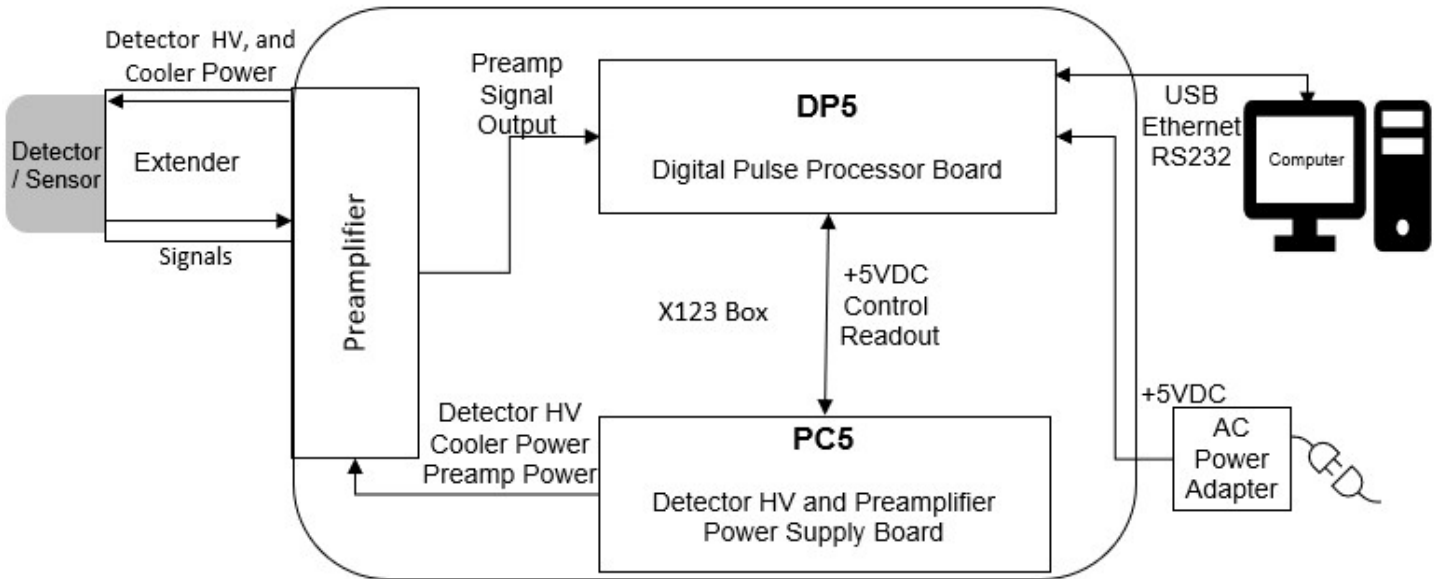 Detector HV, and
Cooler Power
Detector
/ Sensor
Extender
Signals
Preamplifier
Preamp
Signal
Output
DP5
Digital Pulse Processor Board
USB
Ethernet
RS232
Computer
X123 Box
+5VDC
Control
Readout
Detector HV
Cooler Power
Preamp Power
PC5
Detector HV and Preamplifier
Power Supply Board
+5VDC
AC
Power
Adapter